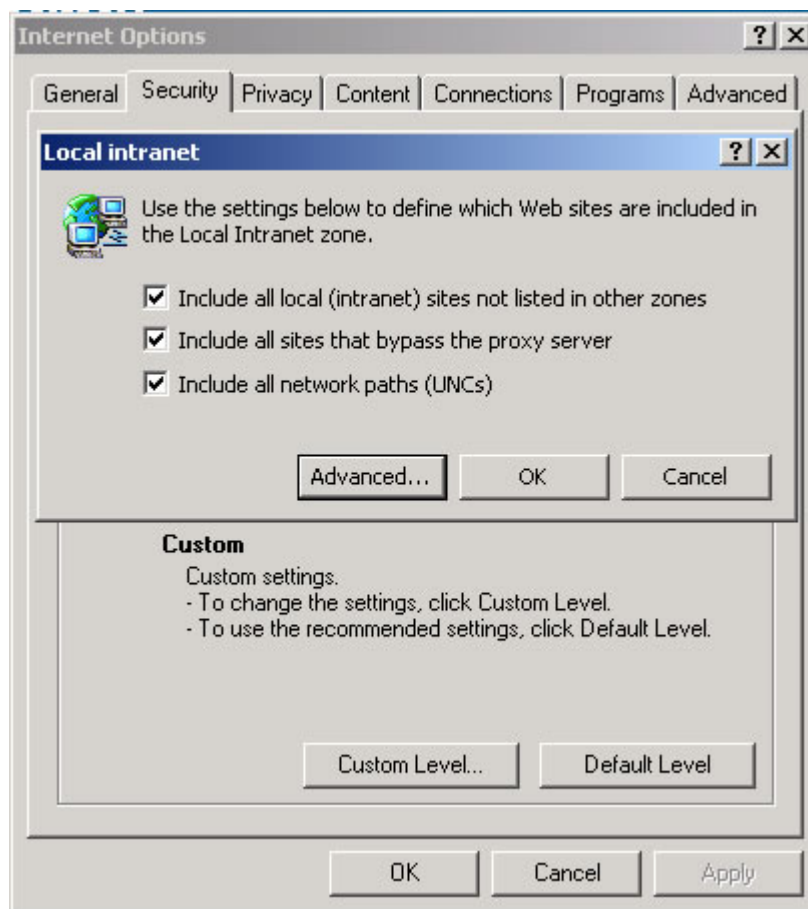 Internet Options
General Security Privacy Content Connections Programs Advanced
Local intranet
Use the settings below to define which Web sites are included in
the Local Intranet zone.
Include all local (intranet) sites not listed in other zones
Include all sites that bypass the proxy server
Include all network paths (UNCs)
Advanced... OK Cancel
Custom
Custom settings.
- To change the settings, click Custom Level.
- To use the recommended settings, click Default Level.
Custom Level... Default Level
OK Cancel Apply